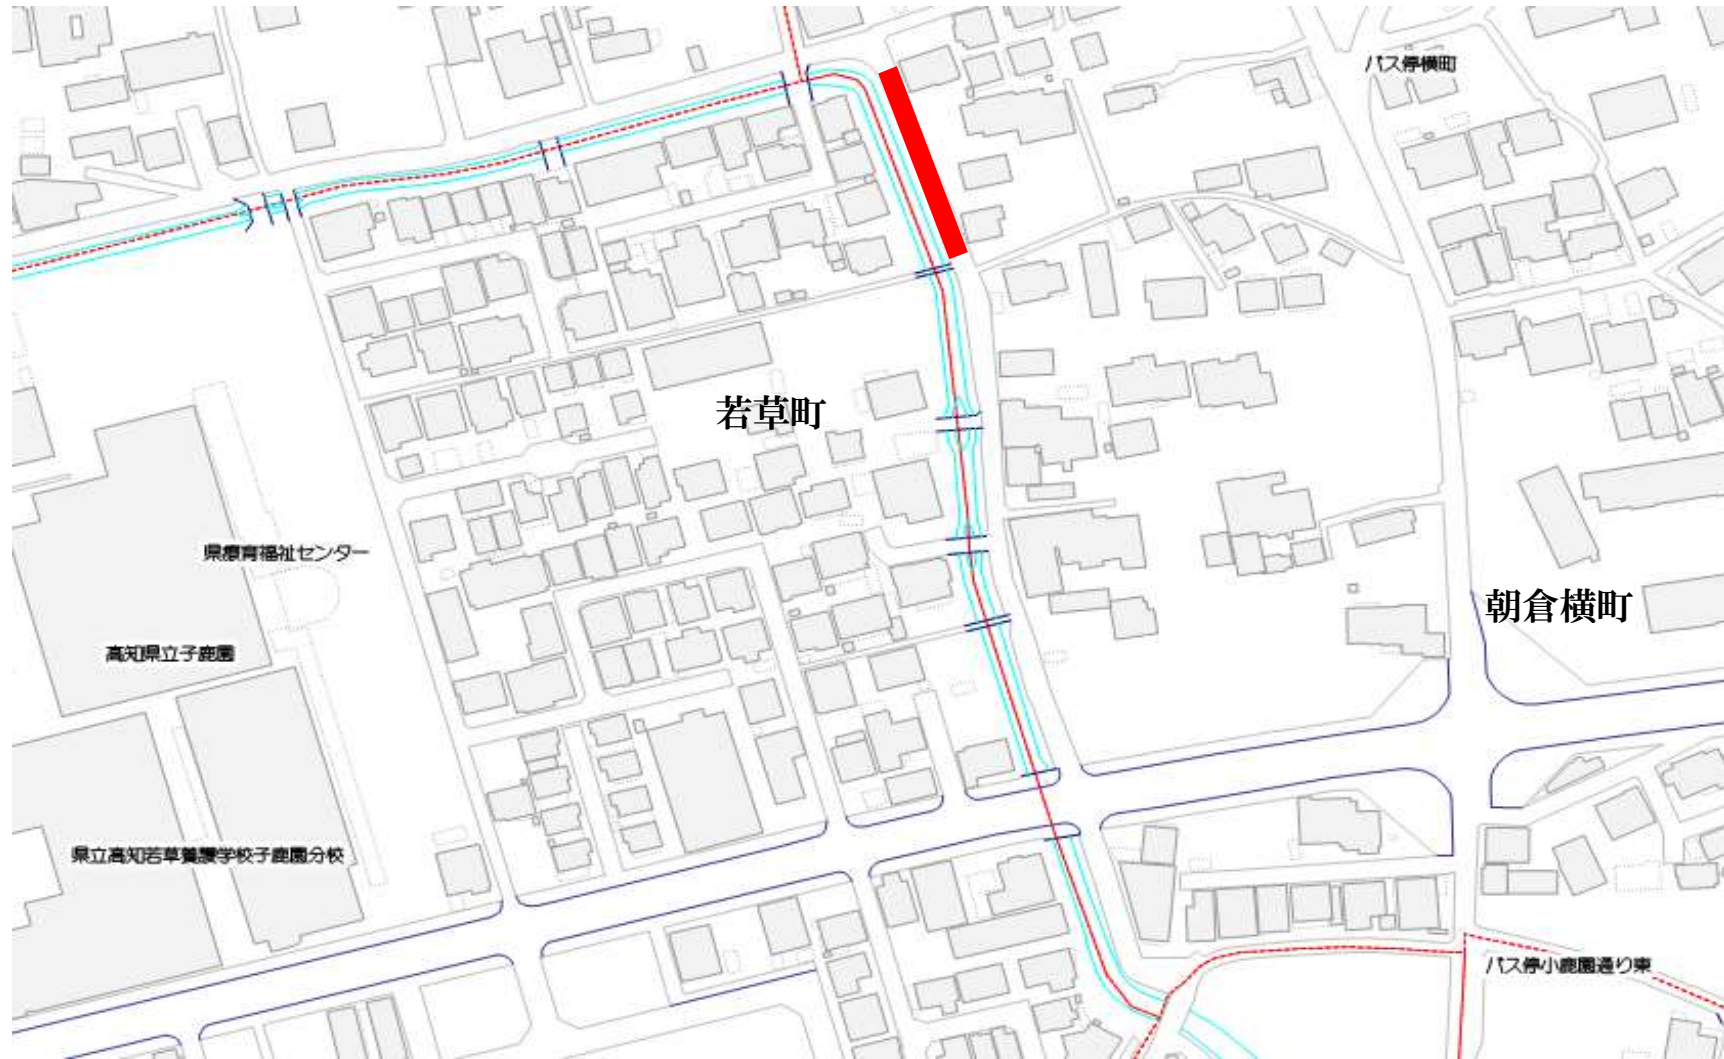 バス停横町
若草町
県療育福祉センター
朝倉横町
高知県立子鹿園
県立高知若草養護学校子鹿園分校
バス停小鹿園通り東